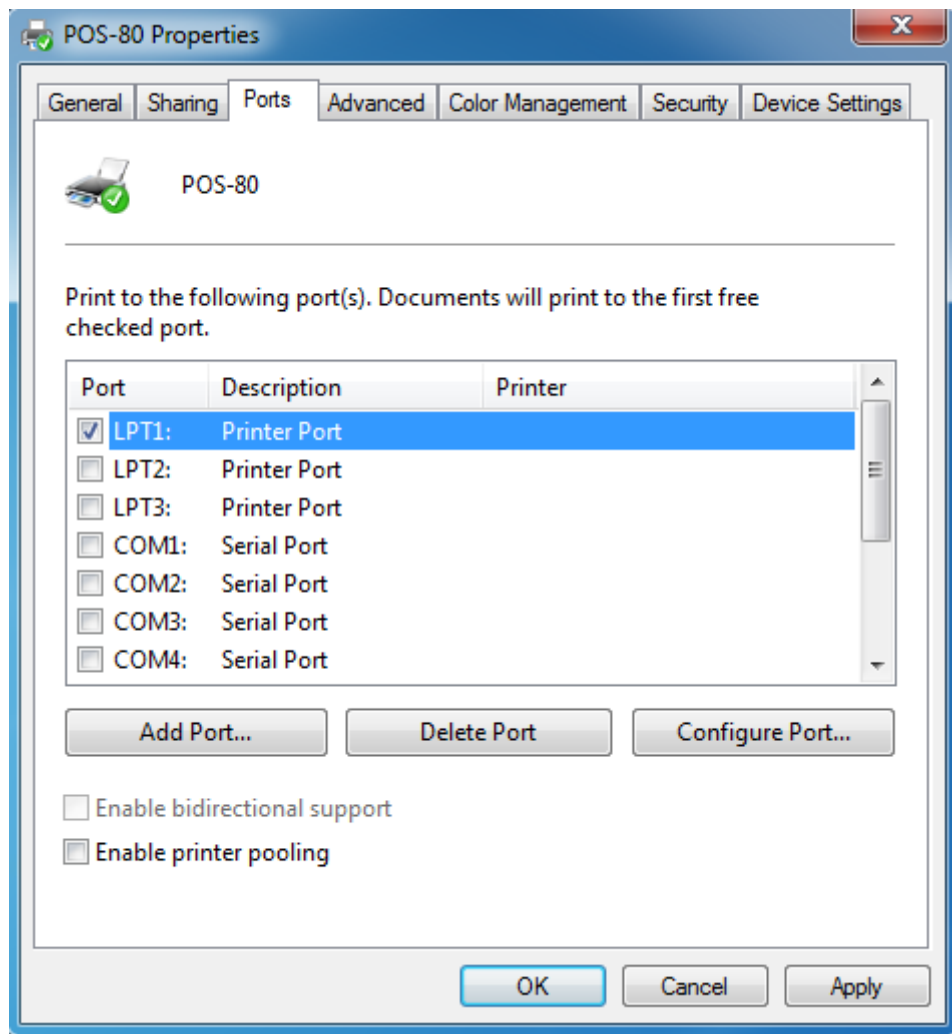 POS-80 Properties
General Sharing Ports Advanced Color Management Security Device Settings
POS-80
Print to the following port(s). Documents will print to the first free
checked port.
Port Description Printer
LPT1: Printer Port
LPT2: Printer Port
LPT3: Printer Port
COM1: Serial Port
COM2: Serial Port
COM3: Serial Port
COM4: Serial Port
Add Port... Delete Port Configure Port...
Enable bidirectional support
Enable printer pooling
OK Cancel Apply